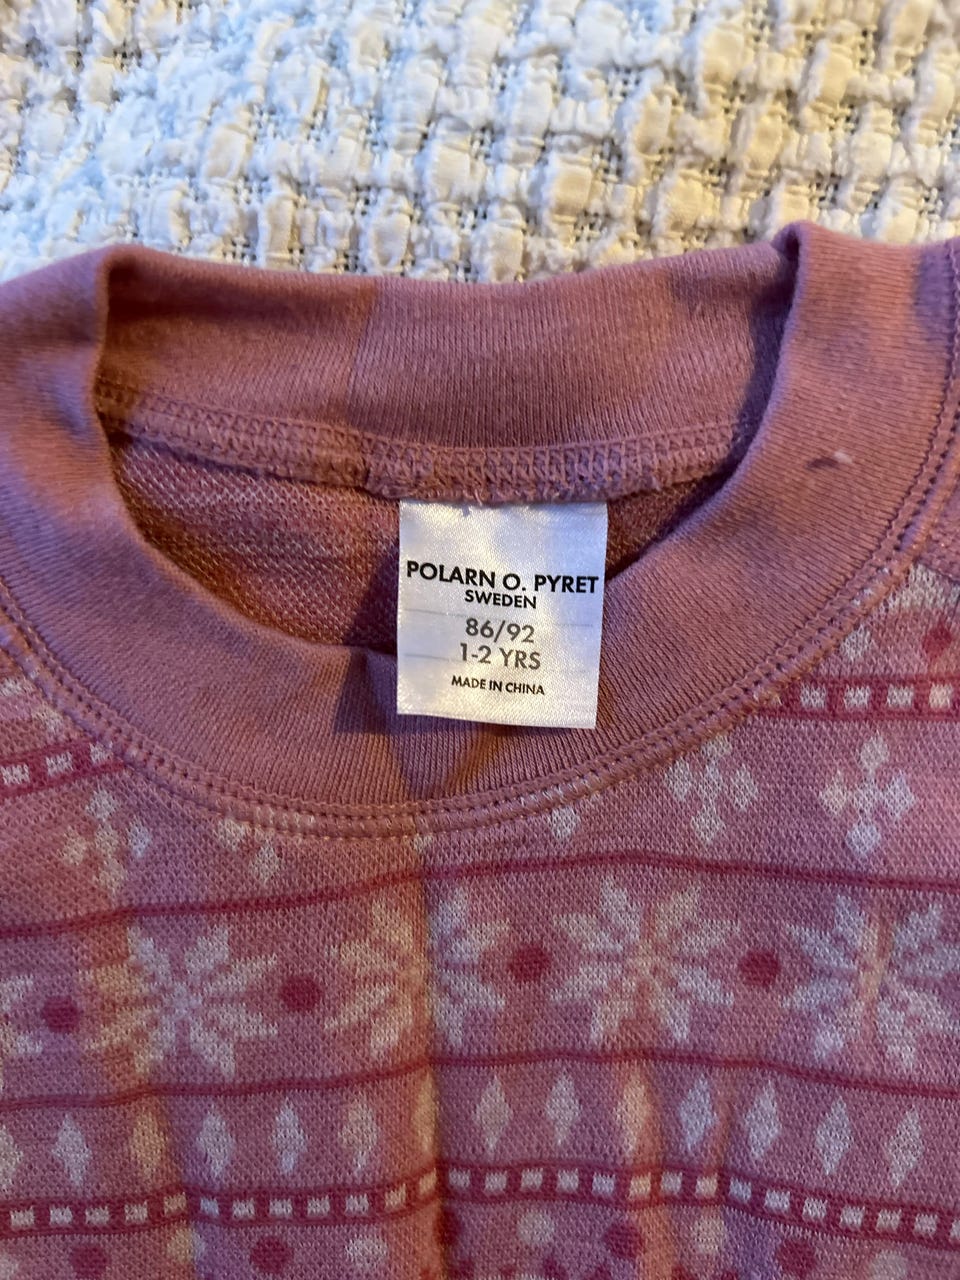 POLARN O. PYRET
SWEDEN
86/92
1-2 YRS
MADE IN CHINA